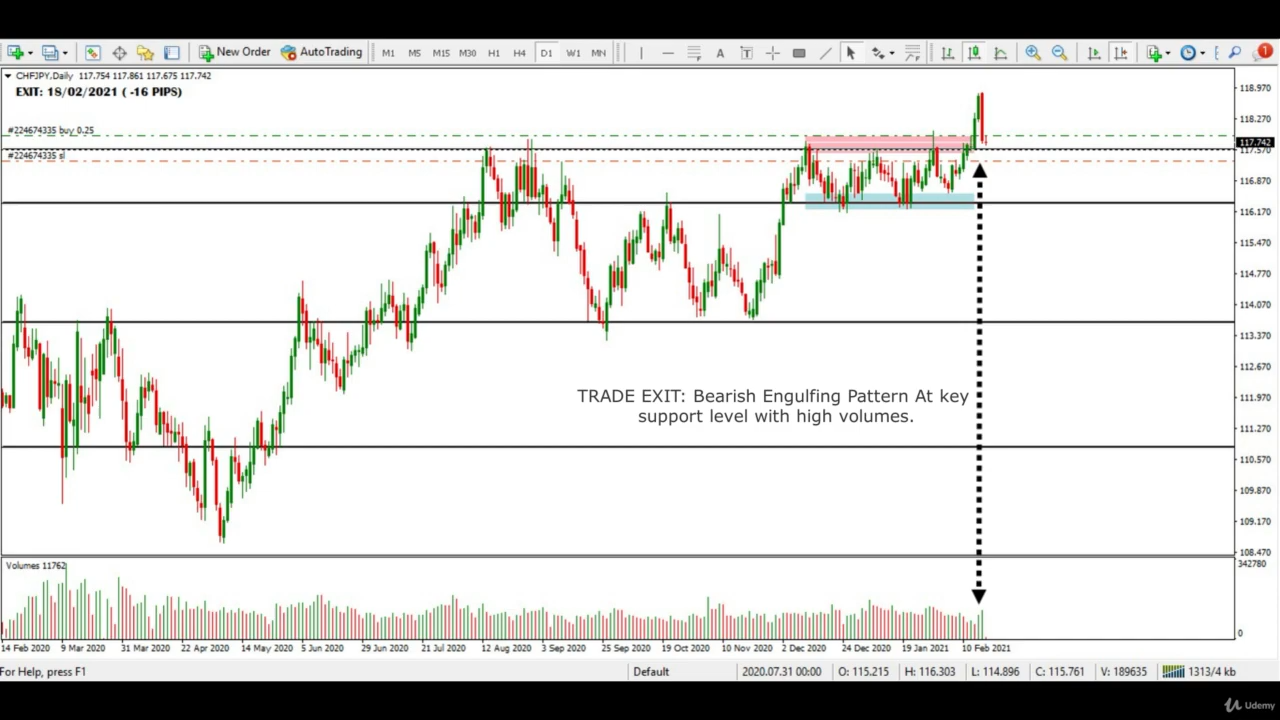 New Order AutoTrading M1 M5 M15 M30 H1 H4 D1 W1 MN A T 1
CHFJPY,Daily 117.754 117.861 117.675 117.742
EXIT: 18/02/2021 ( -16 PIPS)
#224674335 buy 0.25
#224674335 sl
118.970
118.270
117.742
117.570
116.870
116.170
115.470
114.770
114.070
113.370
112.670
111.970
111.270
110.570
109.870
109.170
108.470
TRADE EXIT: Bearish Engulfing Pattern At key
support level with high volumes.
Volumes 11762
342780
0
14 Feb 2020 9 Mar 2020 31 Mar 2020 22 Apr 2020 14 May 2020 5 Jun 2020 29 Jun 2020 21 Jul 2020 12 Aug 2020 3 Sep 2020 25 Sep 2020 19 Oct 2020 10 Nov 2020 2 Dec 2020 24 Dec 2020 19 Jan 2021 10 Feb 2021
For Help, press F1 Default 2020.07.31 00:00 O: 115.215 H: 116.303 L: 114.896 C: 115.761 V: 189635 1313/4 kb
Udemy